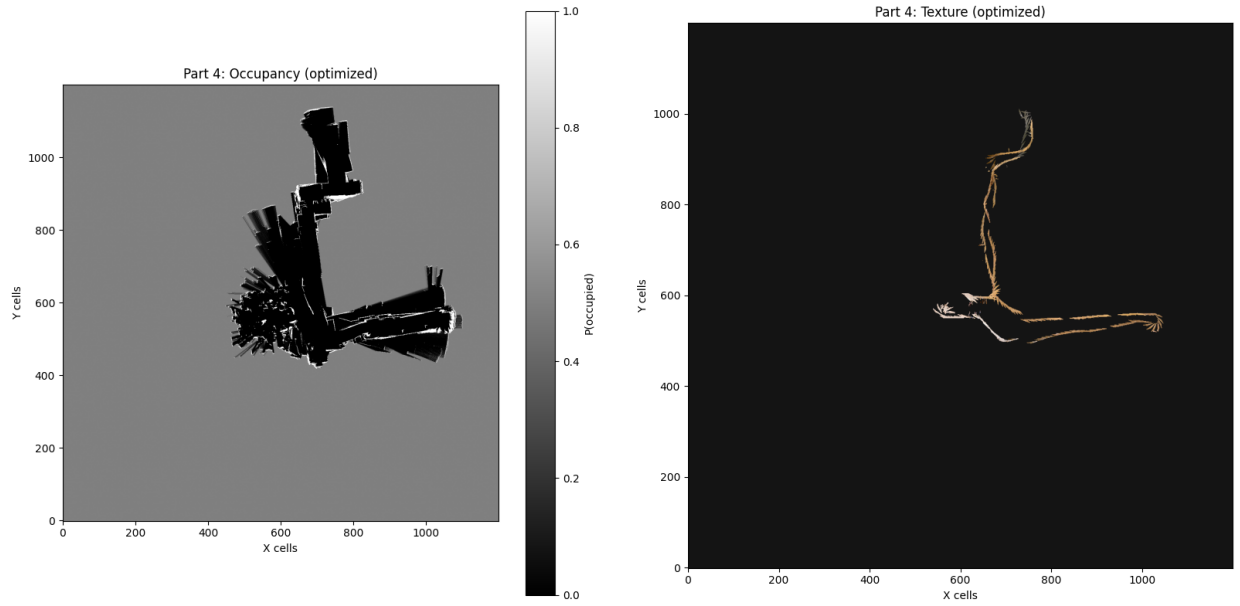 Part 4: Occupancy (optimized)
Y cells
1000
800
600
400
200
0
0 200 400 600 800 1000
X cells
1.0
0.8
0.6
0.4
0.2
0.0
P(occupied)
Part 4: Texture (optimized)
Y cells
1000
800
600
400
200
0
0 200 400 600 800 1000
X cells